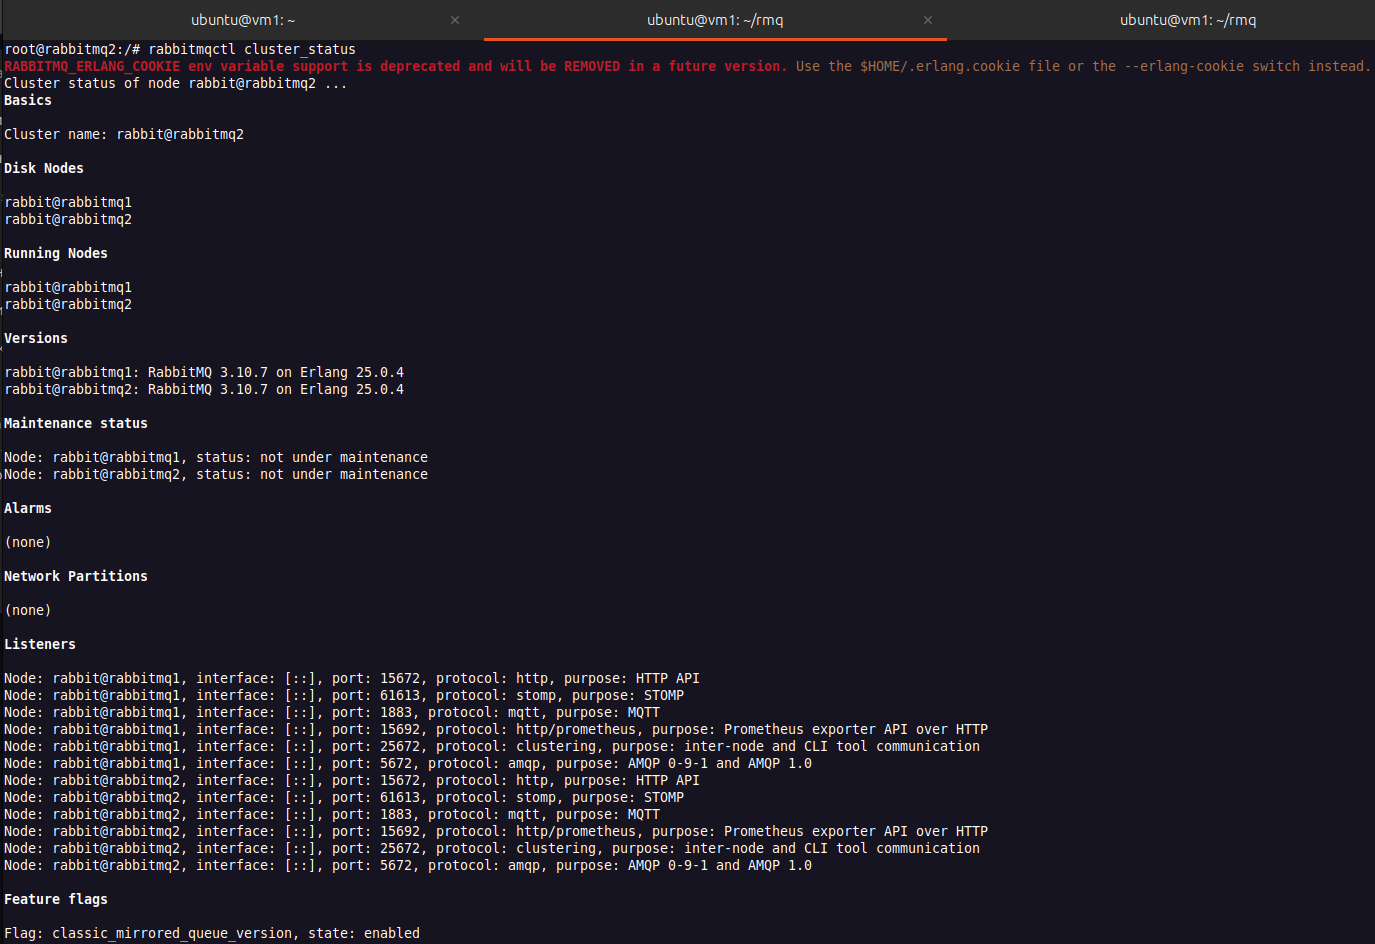 ubuntu@vm1: ~
ubuntu@vm1: ~/rmq
ubuntu@vm1: ~/rmq
root@rabbitmq2:/# rabbitmqctl cluster_status
RABBITMQ_ERLANG_COOKIE env variable support is deprecated and will be REMOVED in a future version. Use the $HOME/.erlang.cookie file or the --erlang-cookie switch instead.
Cluster status of node rabbit@rabbitmq2 ...
Basics
Cluster name: rabbit@rabbitmq2
Disk Nodes
rabbit@rabbitmq1
rabbit@rabbitmq2
Running Nodes
rabbit@rabbitmq1
rabbit@rabbitmq2
Versions
rabbit@rabbitmq1: RabbitMQ 3.10.7 on Erlang 25.0.4
rabbit@rabbitmq2: RabbitMQ 3.10.7 on Erlang 25.0.4
Maintenance status
Node: rabbit@rabbitmq1, status: not under maintenance
Node: rabbit@rabbitmq2, status: not under maintenance
Alarms
(none)
Network Partitions
(none)
Listeners
Node: rabbit@rabbitmq1, interface: [::], port: 15672, protocol: http, purpose: HTTP API
Node: rabbit@rabbitmq1, interface: [::], port: 61613, protocol: stomp, purpose: STOMP
Node: rabbit@rabbitmq1, interface: [::], port: 1883, protocol: mqtt, purpose: MQTT
Node: rabbit@rabbitmq1, interface: [::], port: 15692, protocol: http/prometheus, purpose: Prometheus exporter API over HTTP
Node: rabbit@rabbitmq1, interface: [::], port: 25672, protocol: clustering, purpose: inter-node and CLI tool communication
Node: rabbit@rabbitmq1, interface: [::], port: 5672, protocol: amqp, purpose: AMQP 0-9-1 and AMQP 1.0
Node: rabbit@rabbitmq2, interface: [::], port: 15672, protocol: http, purpose: HTTP API
Node: rabbit@rabbitmq2, interface: [::], port: 61613, protocol: stomp, purpose: STOMP
Node: rabbit@rabbitmq2, interface: [::], port: 1883, protocol: mqtt, purpose: MQTT
Node: rabbit@rabbitmq2, interface: [::], port: 15692, protocol: http/prometheus, purpose: Prometheus exporter API over HTTP
Node: rabbit@rabbitmq2, interface: [::], port: 25672, protocol: clustering, purpose: inter-node and CLI tool communication
Node: rabbit@rabbitmq2, interface: [::], port: 5672, protocol: amqp, purpose: AMQP 0-9-1 and AMQP 1.0
Feature flags
Flag: classic_mirrored_queue_version, state: enabled